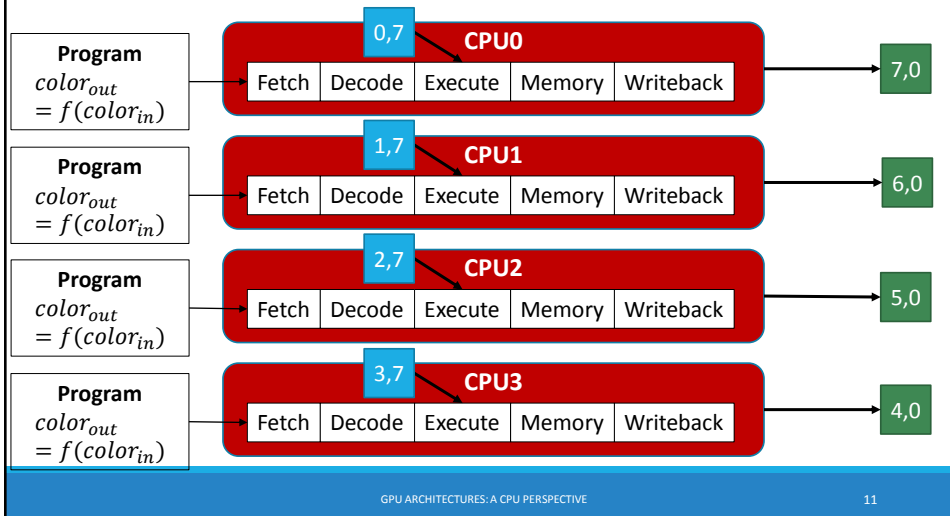 0,7
CPU0
Program
color_out
= f(color_in)
Fetch Decode Execute Memory Writeback
7,0
1,7
CPU1
Program
color_out
= f(color_in)
Fetch Decode Execute Memory Writeback
6,0
2,7
CPU2
Program
color_out
= f(color_in)
Fetch Decode Execute Memory Writeback
5,0
3,7
CPU3
Program
color_out
= f(color_in)
Fetch Decode Execute Memory Writeback
4,0
GPU ARCHITECTURES: A CPU PERSPECTIVE
11